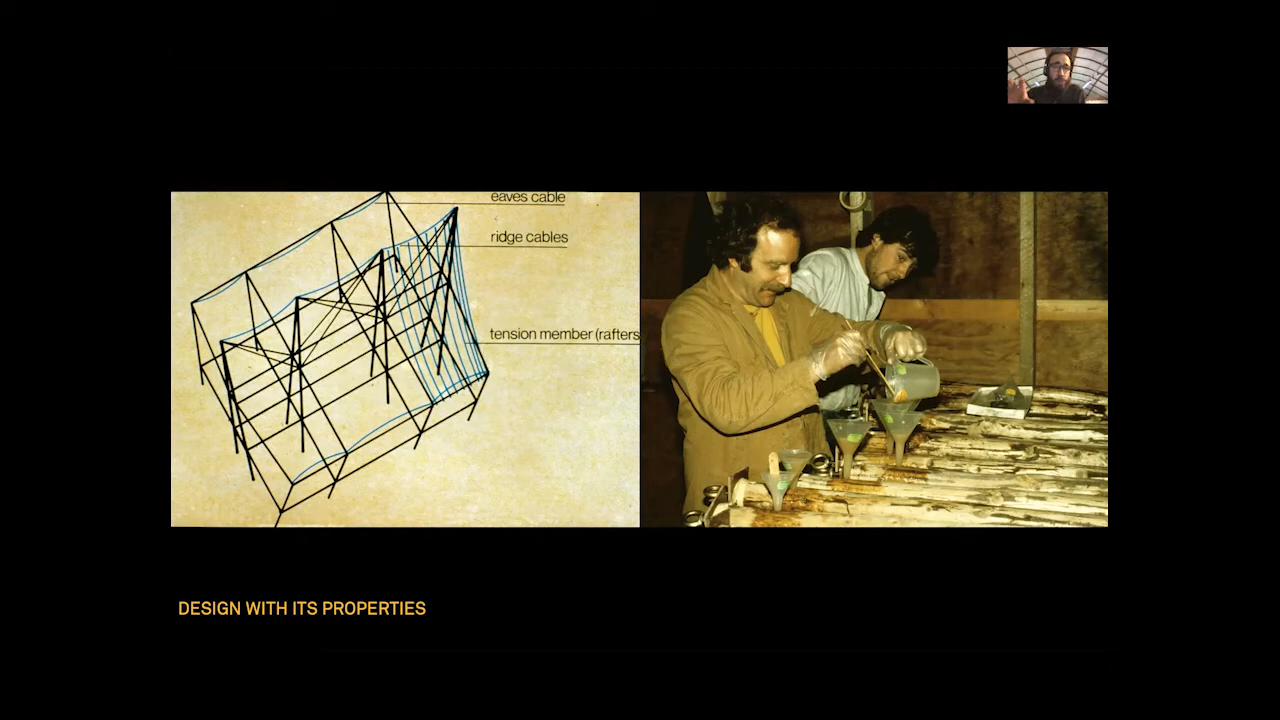 eaves cable
ridge cables
tension member (rafters
DESIGN WITH ITS PROPERTIES